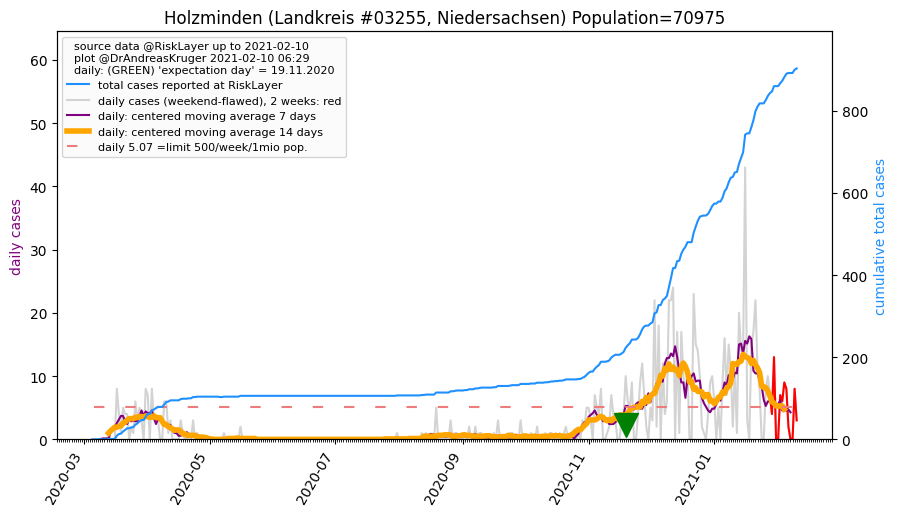 Holzminden (Landkreis #03255, Niedersachsen) Population=70975
source data @RiskLayer up to 2021-02-10
plot @DrAndreasKruger 2021-02-10 06:29
daily: (GREEN) 'expectation day' = 19.11.2020
total cases reported at RiskLayer
daily cases (weekend-flawed), 2 weeks: red
daily: centered moving average 7 days
daily: centered moving average 14 days
daily 5.07 =limit 500/week/1mio pop.
daily cases
60
50
40
30
20
10
0
cumulative total cases
800
600
400
200
0
2020-03
2020-05
2020-07
2020-09
2020-11
2021-01